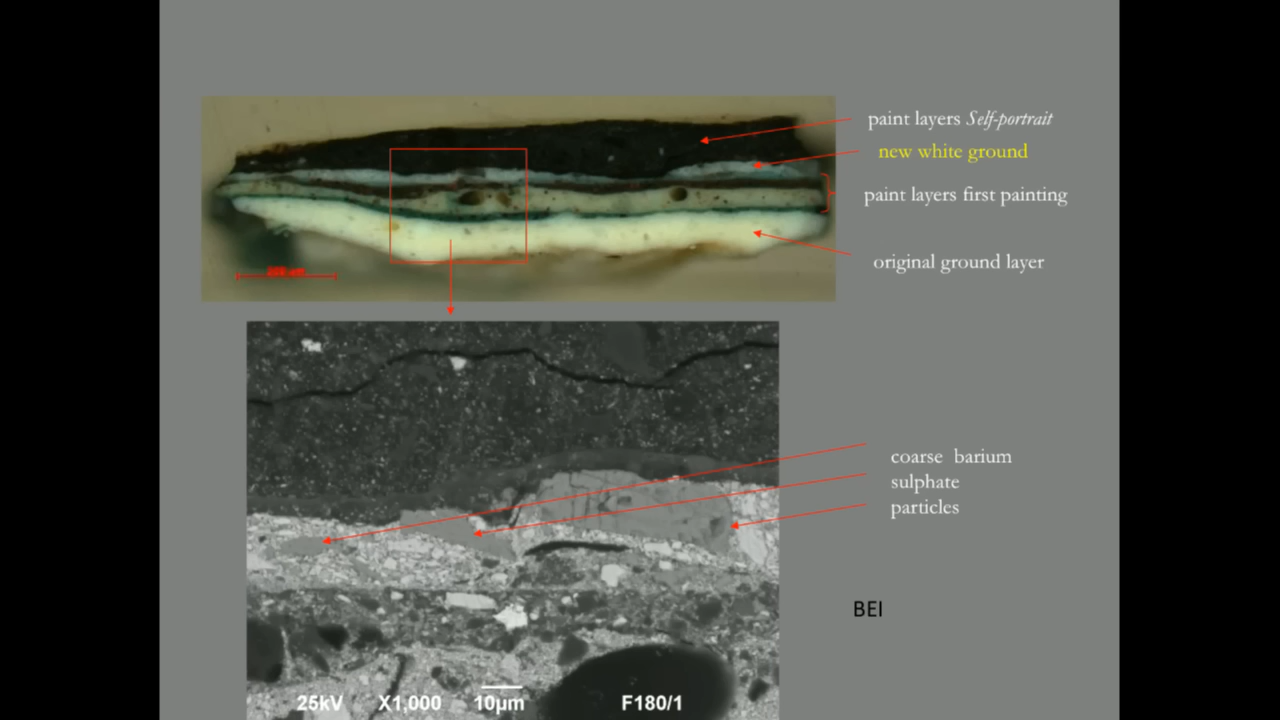 paint layers Self-portrait
new white ground
paint layers first painting
original ground layer
coarse barium
sulphate
particles
BEI
25kV X1,000 10µm F180/1